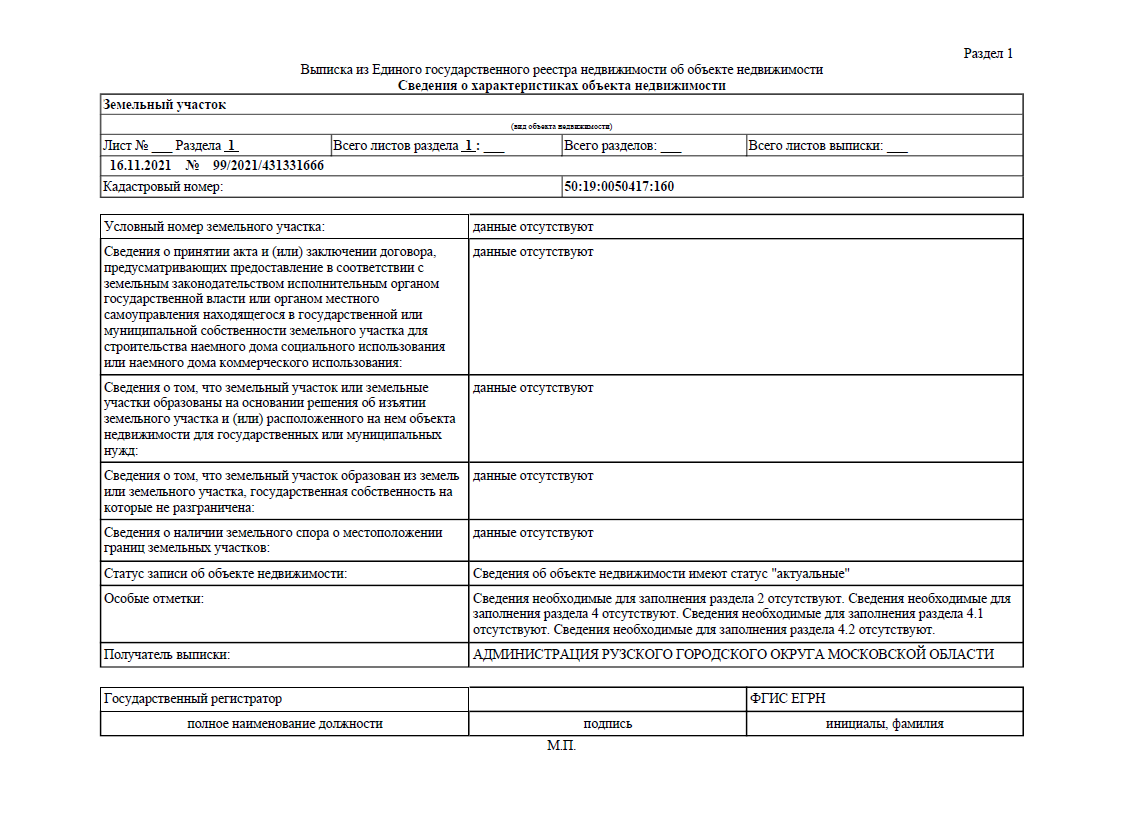 Раздел 1
Выписка из Единого государственного реестра недвижимости об объекте недвижимости
Сведения о характеристиках объекта недвижимости
Земельный участок
(вид объекта недвижимости)
Лист № ___ Раздела 1 Всего листов раздела 1 : ___ Всего разделов: ___ Всего листов выписки: ___
16.11.2021 № 99/2021/431331666
Кадастровый номер: 50:19:0050417:160
Условный номер земельного участка: данные отсутствуют
Сведения о принятии акта и (или) заключении договора, данные отсутствуют
предусматривающих предоставление в соответствии с
земельным законодательством исполнительным органом
государственной власти или органом местного
самоуправления находящегося в государственной или
муниципальной собственности земельного участка для
строительства наемного дома социального использования
или наемного дома коммерческого использования:
Сведения о том, что земельный участок или земельные данные отсутствуют
участки образованы на основании решения об изъятии
земельного участка и (или) расположенного на нем объекта
недвижимости для государственных или муниципальных
нужд:
Сведения о том, что земельный участок образован из земель данные отсутствуют
или земельного участка, государственная собственность на
которые не разграничена:
Сведения о наличии земельного спора о местоположении данные отсутствуют
границ земельных участков:
Статус записи об объекте недвижимости: Сведения об объекте недвижимости имеют статус "актуальные"
Особые отметки: Сведения необходимые для заполнения раздела 2 отсутствуют. Сведения необходимые для
заполнения раздела 4 отсутствуют. Сведения необходимые для заполнения раздела 4.1
отсутствуют. Сведения необходимые для заполнения раздела 4.2 отсутствуют.
Получатель выписки: АДМИНИСТРАЦИЯ РУЗСКОГО ГОРОДСКОГО ОКРУГА МОСКОВСКОЙ ОБЛАСТИ
Государственный регистратор ФГИС ЕГРН
полное наименование должности подпись инициалы, фамилия
М.П.